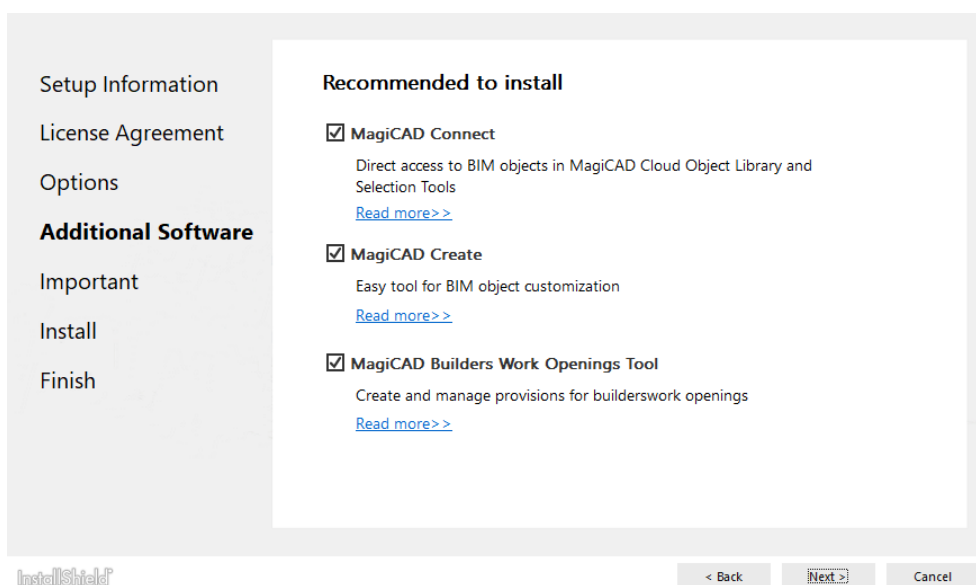 Setup Information
License Agreement
Options
Additional Software
Important
Install
Finish
Recommended to install
MagiCAD Connect
Direct access to BIM objects in MagiCAD Cloud Object Library and
Selection Tools
Read more>>
MagiCAD Create
Easy tool for BIM object customization
Read more>>
MagiCAD Builders Work Openings Tool
Create and manage provisions for builderswork openings
Read more>>
InstallShield
< Back Next > Cancel